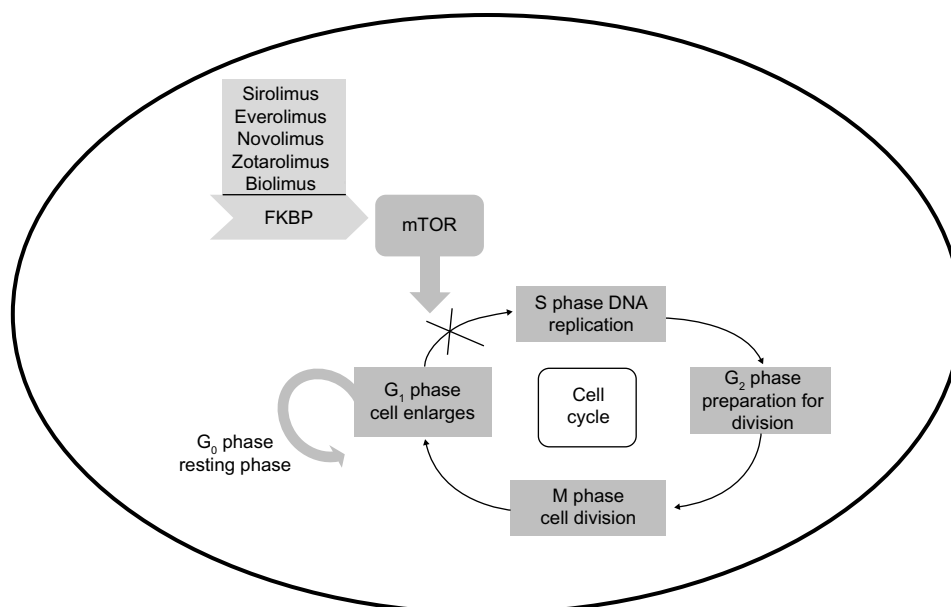 Sirolimus
Everolimus
Novolimus
Zotarolimus
Biolimus
FKBP
mTOR
S phase DNA
replication
G₁ phase
cell enlarges
Cell
cycle
G₂ phase
preparation for
division
G₀ phase
resting phase
M phase
cell division